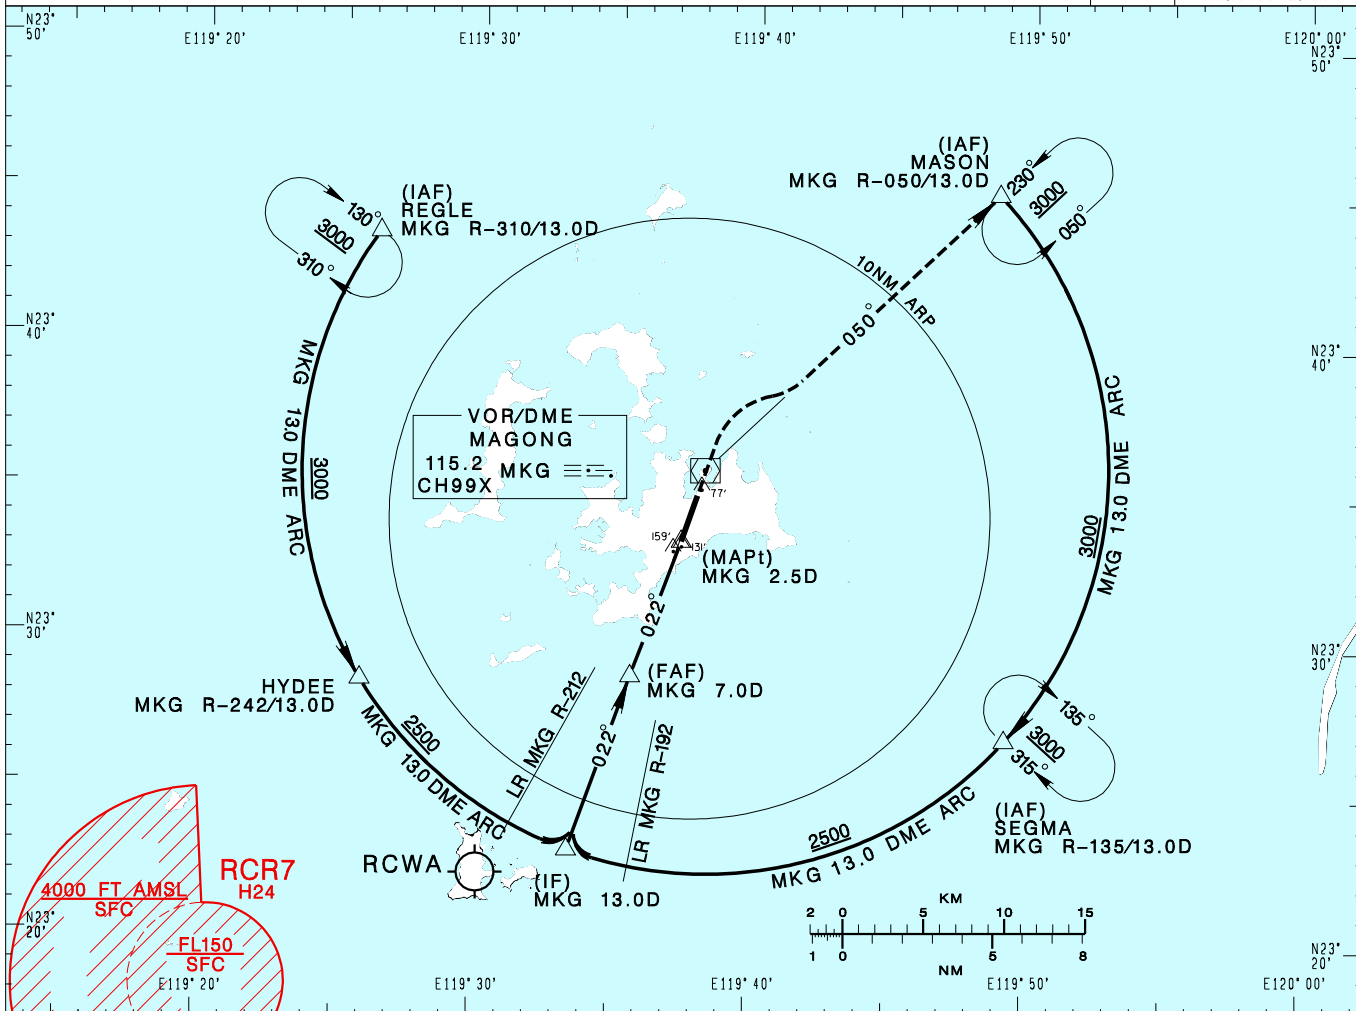 N23°
50'
E119° 20'
E119° 30'
E119° 40'
E119° 50'
E120° 00'
N23°
50'
(IAF)
MASON
MKG R-050/13.0D
230°
3000
050°
(IAF)
REGLE
MKG R-310/13.0D
130°
3000
310°
10NM ARP
050°
N23°
40'
N23°
40'
MKG 13.0 DME ARC
3000
MKG 13.0 DME ARC
3000
VOR/DME
MAGONG
115.2 MKG
CH99X
77'
159'
131'
(MAPt)
MKG 2.5D
022°
N23°
30'
N23°
30'
(FAF)
MKG 7.0D
HYDEE
MKG R-242/13.0D
022°
LR MKG R-212
LR MKG R-192
2500
MKG 13.0 DME ARC
135°
3000
315°
(IAF)
SEGMA
MKG R-135/13.0D
2500
MKG 13.0 DME ARC
RCWA
(IF)
MKG 13.0D
RCR7
H24
4000 FT AMSL
SFC
FL150
SFC
KM
2 0 5 10 15
1 0 5 8
NM
N23°
20'
N23°
20'
E119° 20'
E119° 30'
E119° 40'
E119° 50'
E120° 00'